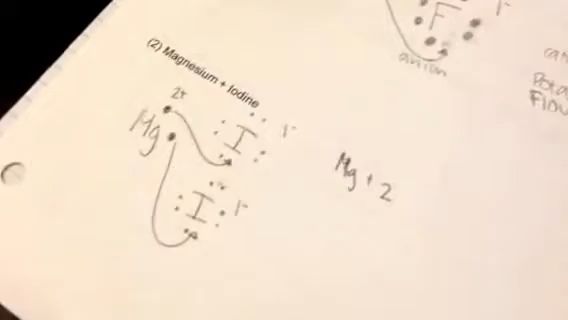 F
1-
anion
(2) Magnesium + Iodine
2+
Mg
I
1-
I
1-
Mg + 2